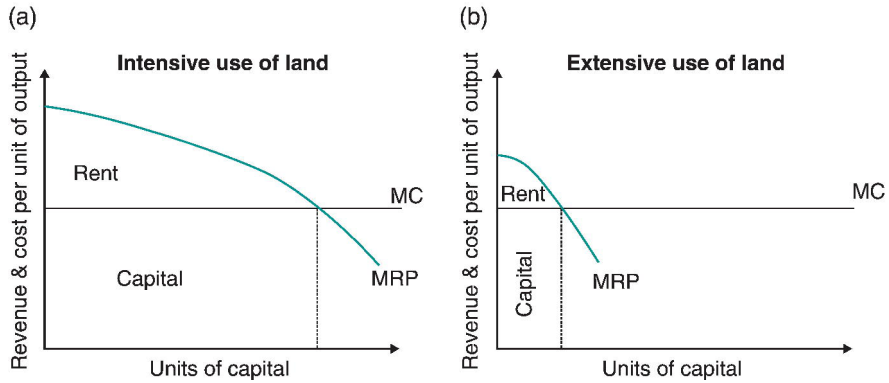 (a)
Intensive use of land
Revenue & cost per unit of output
Rent
MC
Capital
MRP
Units of capital
(b)
Extensive use of land
Revenue & cost per unit of output
Rent
MC
Capital
MRP
Units of capital